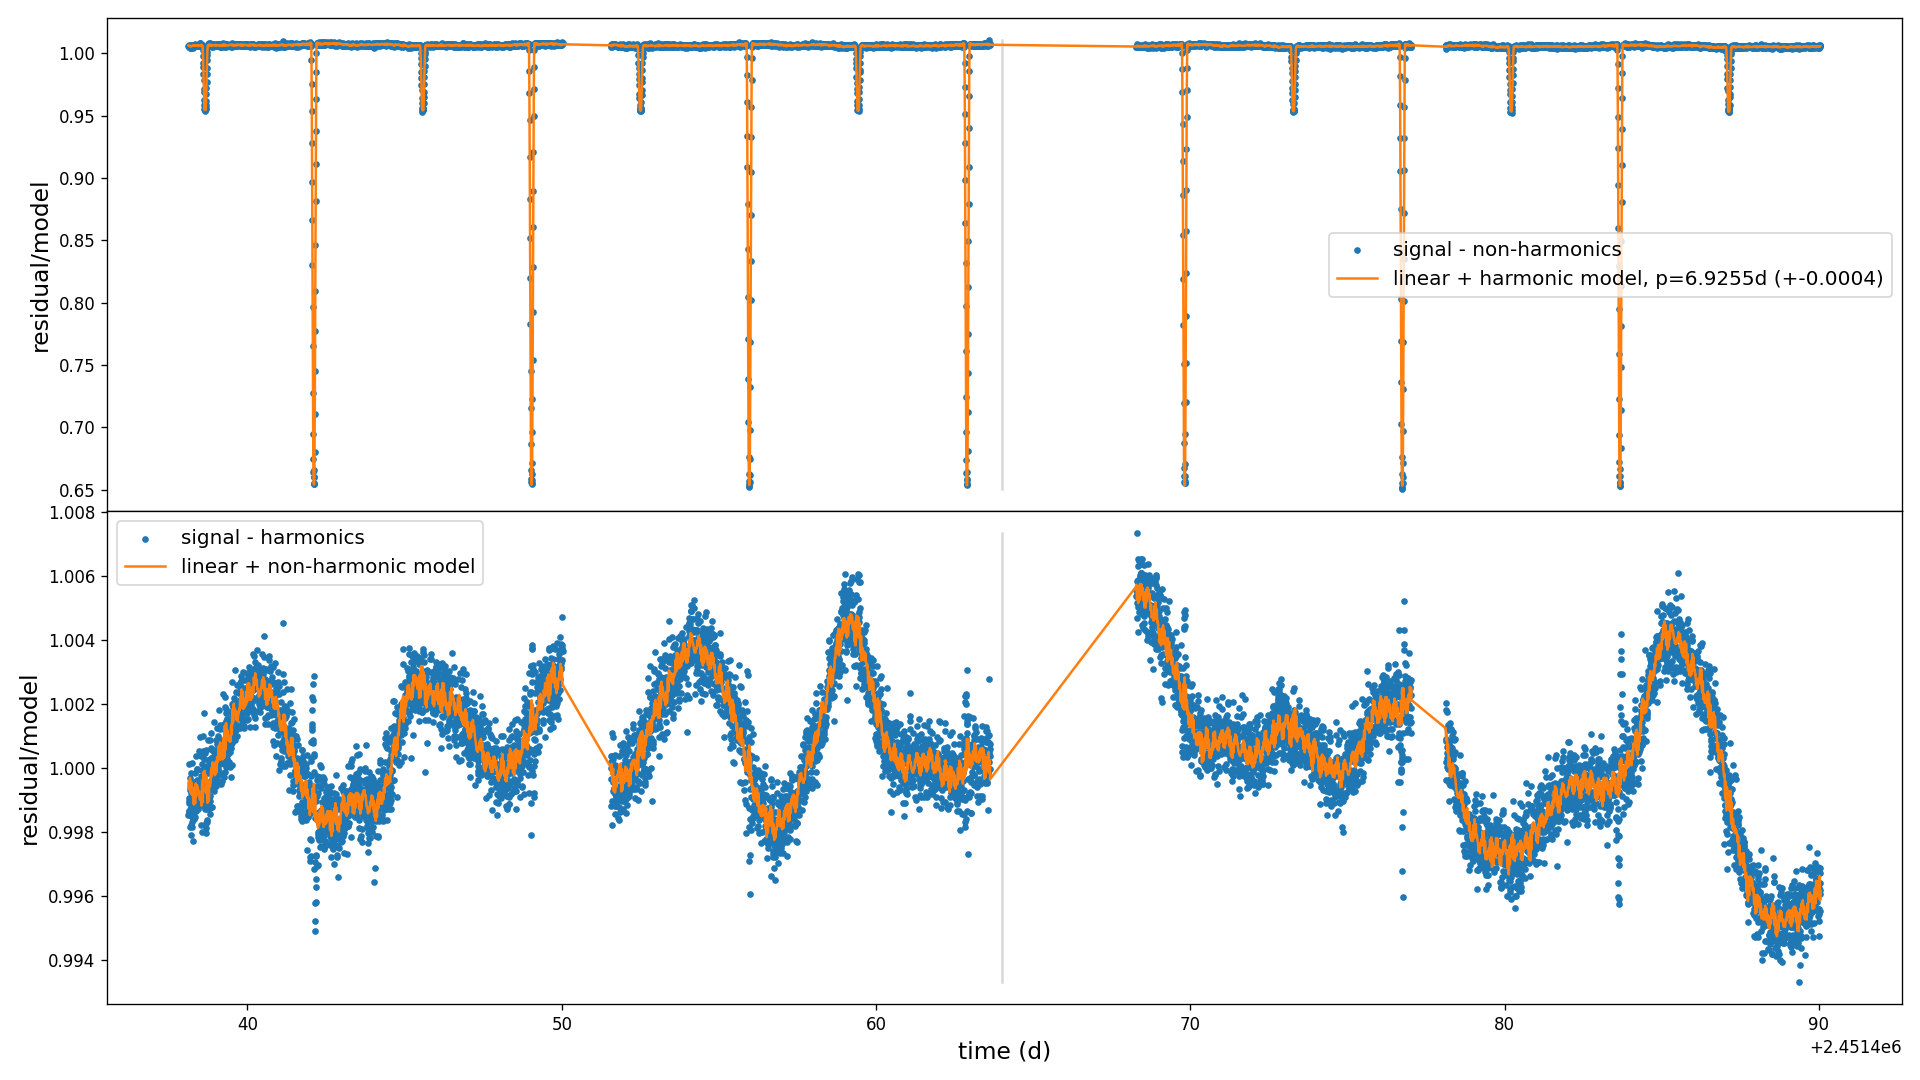 residual/model
1.00
0.95
0.90
0.85
0.80
0.75
0.70
0.65
signal - non-harmonics
linear + harmonic model, p=6.9255d (+-0.0004)
residual/model
1.008
1.006
1.004
1.002
1.000
0.998
0.996
0.994
signal - harmonics
linear + non-harmonic model
40 50 60 70 80 90
time (d)
+2.4514e6